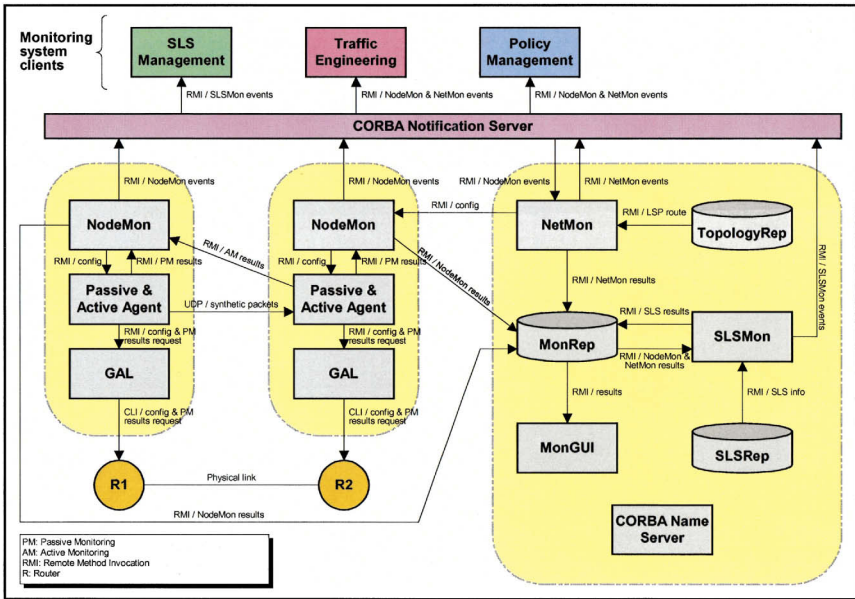 Monitoring
system
clients
SLS
Management
Traffic
Engineering
Policy
Management
RMI / SLSMon events
RMI / NodeMon & NetMon events
RMI / NodeMon & NetMon events
CORBA Notification Server
RMI / NodeMon events
RMI / NodeMon events
RMI / NodeMon events
RMI / NetMon events
NodeMon
NodeMon
RMI / config
NetMon
RMI / LSP route
TopologyRep
RMI / config
RMI / PM results
RMI / AM results
RMI / config
RMI / PM results
RMI / NodeMon results
RMI / NetMon results
RMI / SLSMon events
Passive &
Active Agent
UDP / synthetic packets
Passive &
Active Agent
RMI / config & PM
results request
RMI / config & PM
results request
MonRep
RMI / SLS results
RMI / NodeMon &
NetMon results
SLSMon
GAL
GAL
RMI / results
RMI / SLS info
CLI / config & PM
results request
CLI / config & PM
results request
MonGUI
SLSRep
R1
Physical link
R2
RMI / NodeMon results
CORBA Name
Server
PM: Passive Monitoring
AM: Active Monitoring
RMI: Remote Method Invocation
R: Router